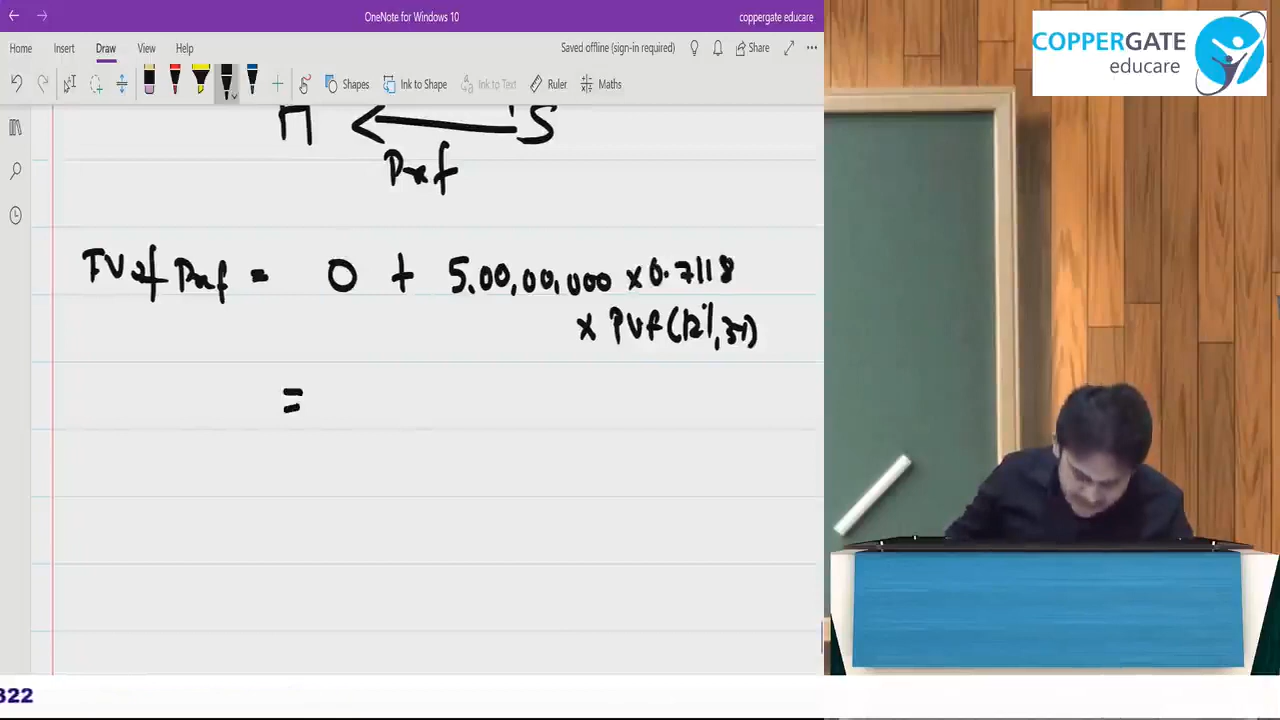 OneNote for Windows 10
coppergate educare
Home Insert Draw View Help
Saved offline (sign-in required) Share
Shapes Ink to Shape Ink to Text Ruler Maths
COPPERGATE
educare
H S
Pref
FV of Pref = 0 + 5,00,00,000 x 0.7118
x PVF (12%, 3Y)
=
322